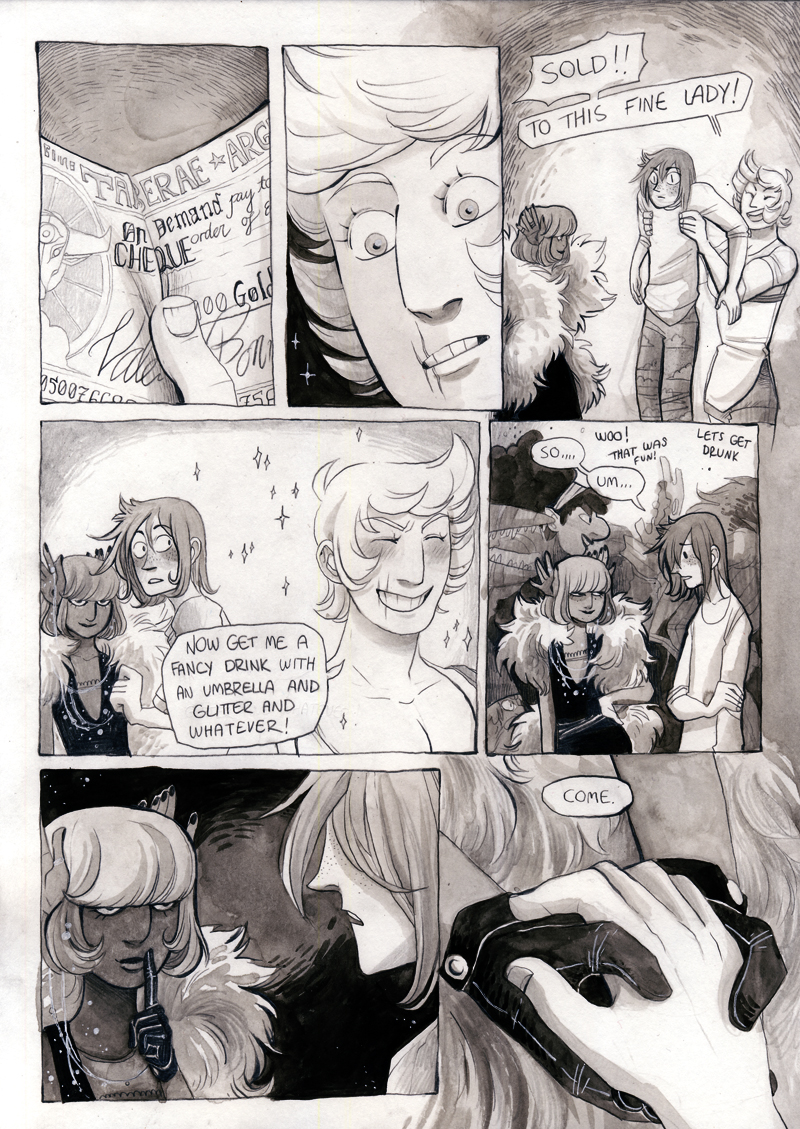 TABERAE ☆ ARG
On Demand pay to
CHEQUE order of
00 Gold
050076
756
SOLD!!
TO THIS FINE LADY!
NOW GET ME A
FANCY DRINK WITH
AN UMBRELLA AND
GLITTER AND
WHATEVER!
WOO!
THAT WAS
FUN!
LETS GET
DRUNK
SO....
UM...
COME.